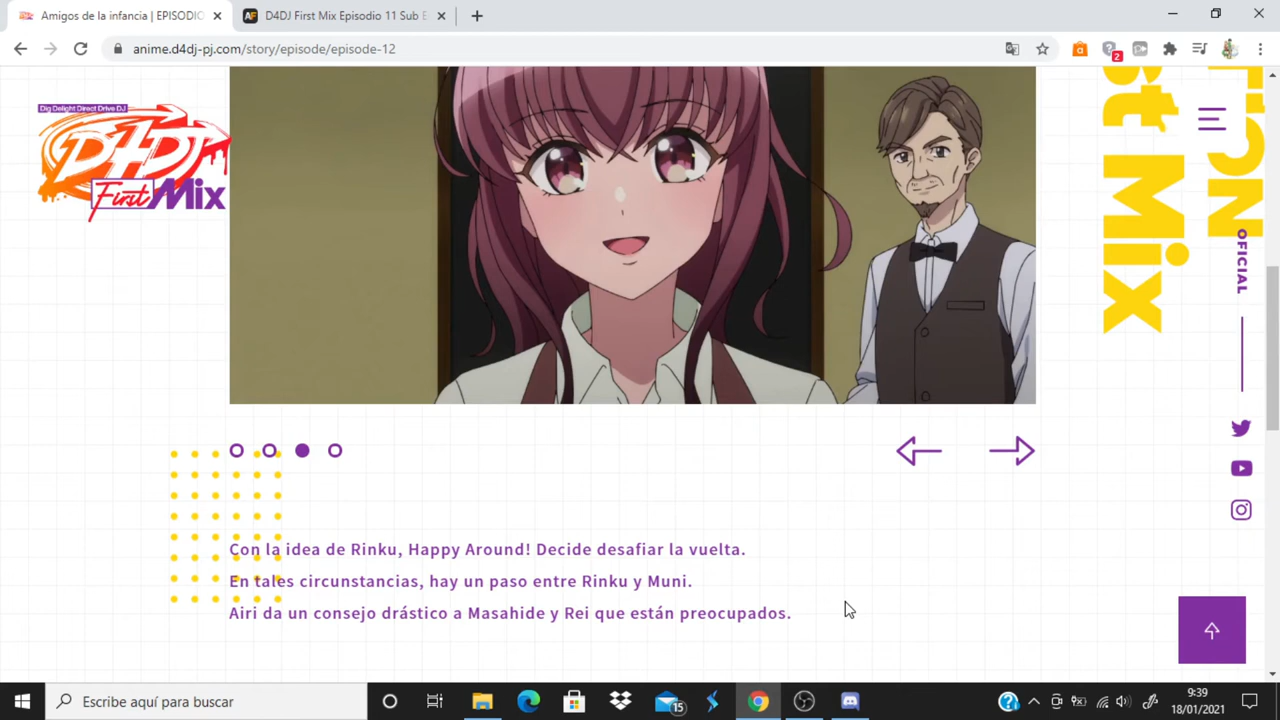 Amigos de la infancia | EPISODIO
D4DJ First Mix Episodio 11 Sub E
anime.d4dj-pj.com/story/episode/episode-12
2
Dig Delight Direct Drive DJ
D4DJ
First Mix
st Mix
OFICIAL
Con la idea de Rinku, Happy Around! Decide desafiar la vuelta.
En tales circunstancias, hay un paso entre Rinku y Muni.
Airi da un consejo drástico a Masahide y Rei que están preocupados.
Escribe aquí para buscar
15
9:39
18/01/2021